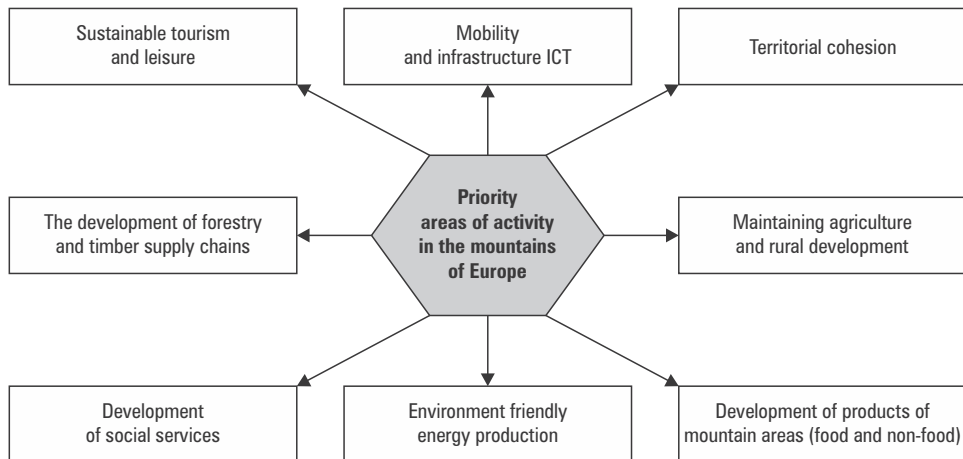 Sustainable tourism
and leisure
Mobility
and infrastructure ICT
Territorial cohesion
Priority
areas of activity
in the mountains
of Europe
The development of forestry
and timber supply chains
Maintaining agriculture
and rural development
Development
of social services
Environment friendly
energy production
Development of products of
mountain areas (food and non-food)